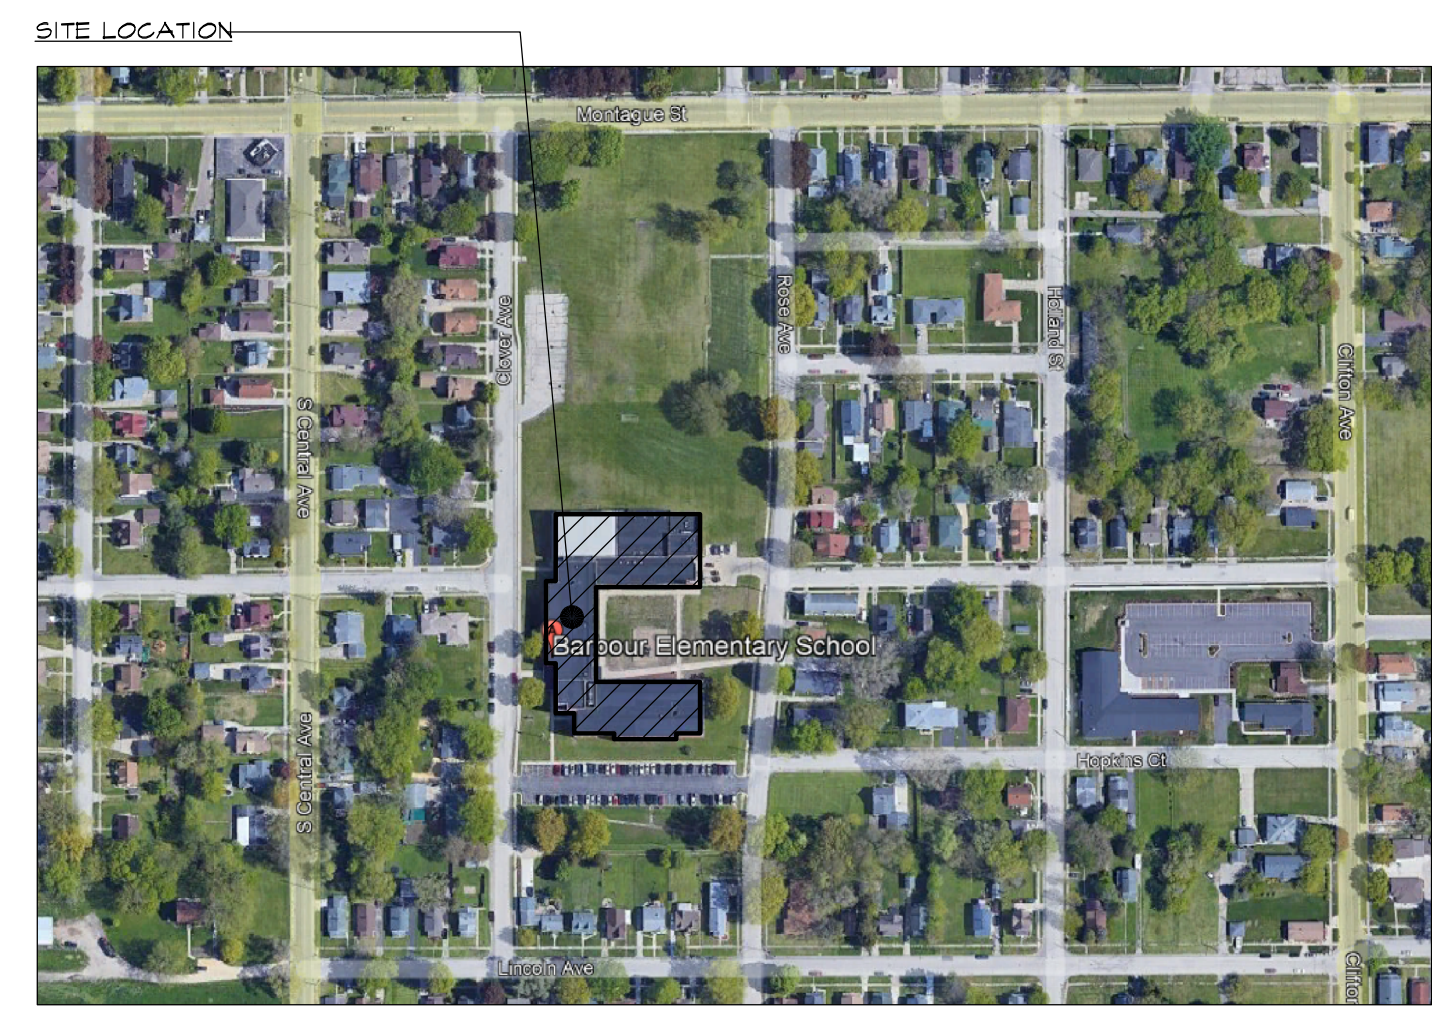 SITE LOCATION
Montague St
Clover Ave
Rose Ave
Holland St
Clifton Ave
S Central Ave
Barbour Elementary School
S Central Ave
Hopkins Ct
Lincoln Ave
Clifton